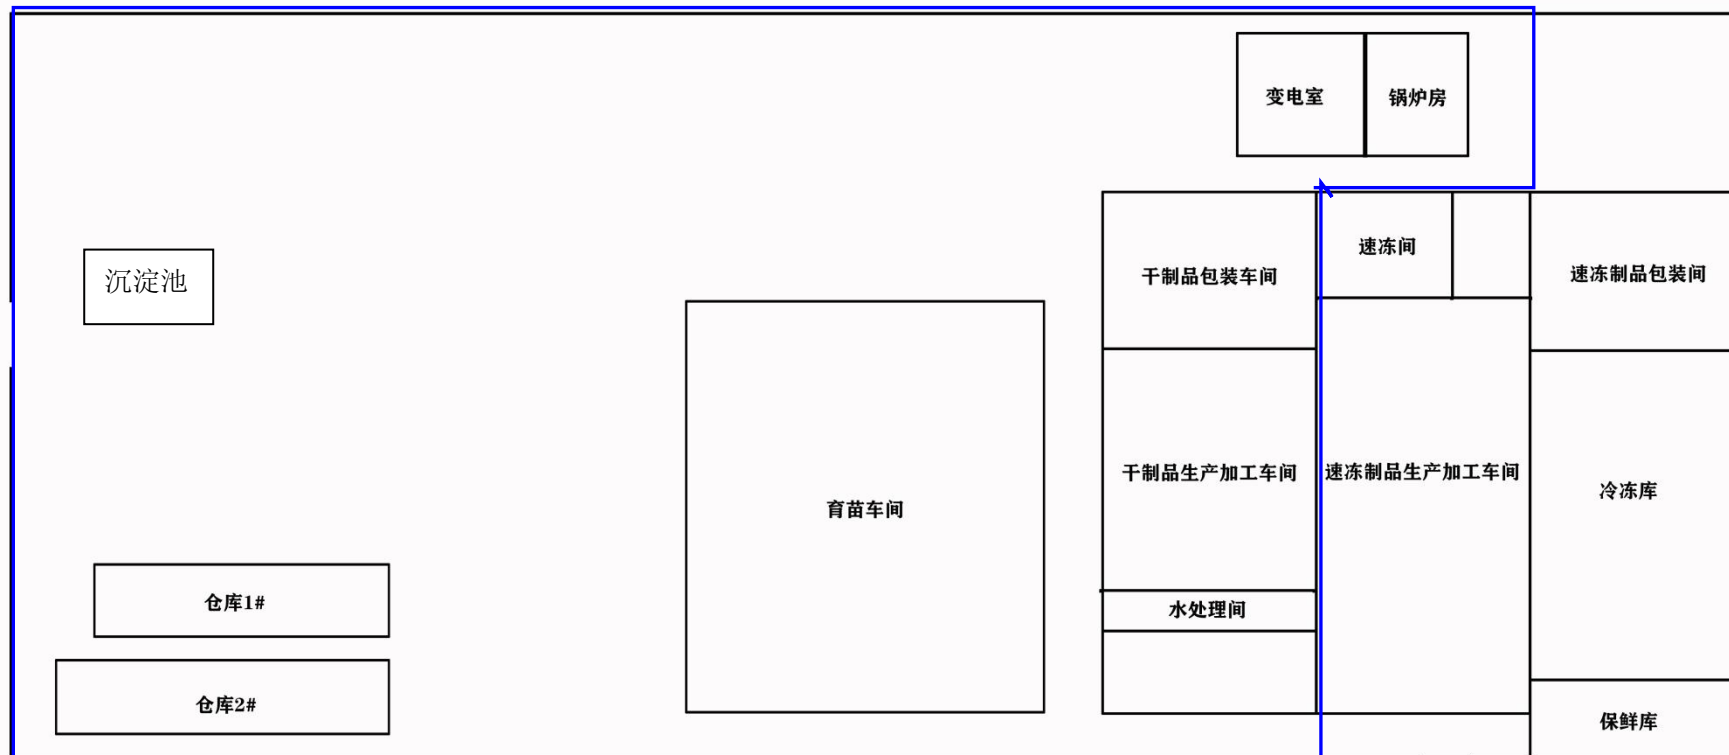 变电室
锅炉房
速冻间
沉淀池
干制品包装车间
速冻制品包装间
干制品生产加工车间
速冻制品生产加工车间
冷冻库
育苗车间
仓库1#
水处理间
仓库2#
保鲜库